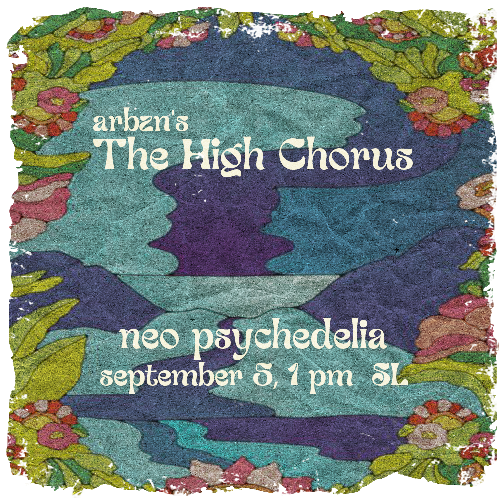 arbzn's
The High Chorus
neo psychedelia
september 5, 1 pm SL